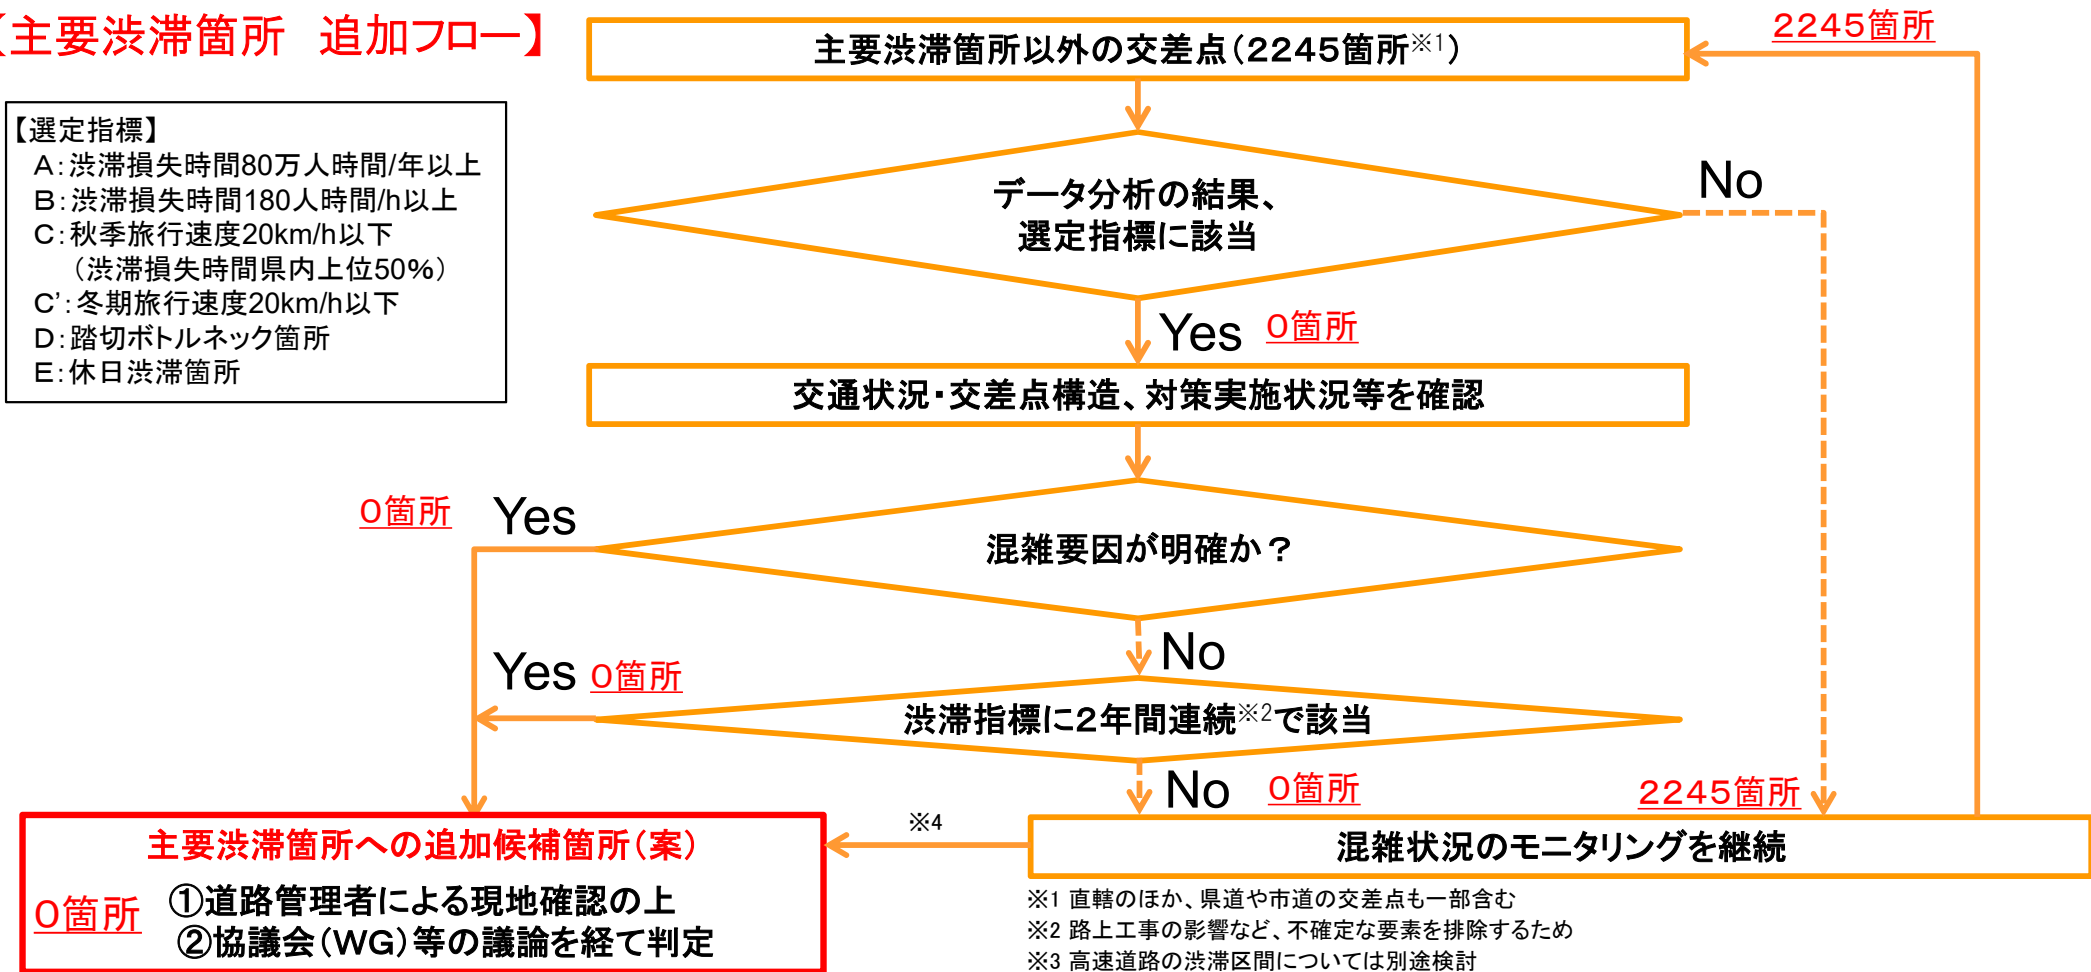 【主要渋滞箇所　追加フロー】
2245箇所
主要渋滞箇所以外の交差点(2245箇所※1)
【選定指標】
A:渋滞損失時間80万人時間/年以上
B:渋滞損失時間180人時間/h以上
C:秋季旅行速度20km/h以下
(渋滞損失時間県内上位50%)
C':冬期旅行速度20km/h以下
D:踏切ボトルネック箇所
E:休日渋滞箇所
データ分析の結果、
選定指標に該当
No
Yes 0箇所
交通状況・交差点構造、対策実施状況等を確認
0箇所 Yes
混雑要因が明確か?
No
Yes 0箇所
渋滞指標に2年間連続※2で該当
No 0箇所
2245箇所
※4
混雑状況のモニタリングを継続
主要渋滞箇所への追加候補箇所(案)
0箇所
①道路管理者による現地確認の上
②協議会(WG)等の議論を経て判定
※1 直轄のほか、県道や市道の交差点も一部含む
※2 路上工事の影響など、不確定な要素を排除するため
※3 高速道路の渋滞区間については別途検討